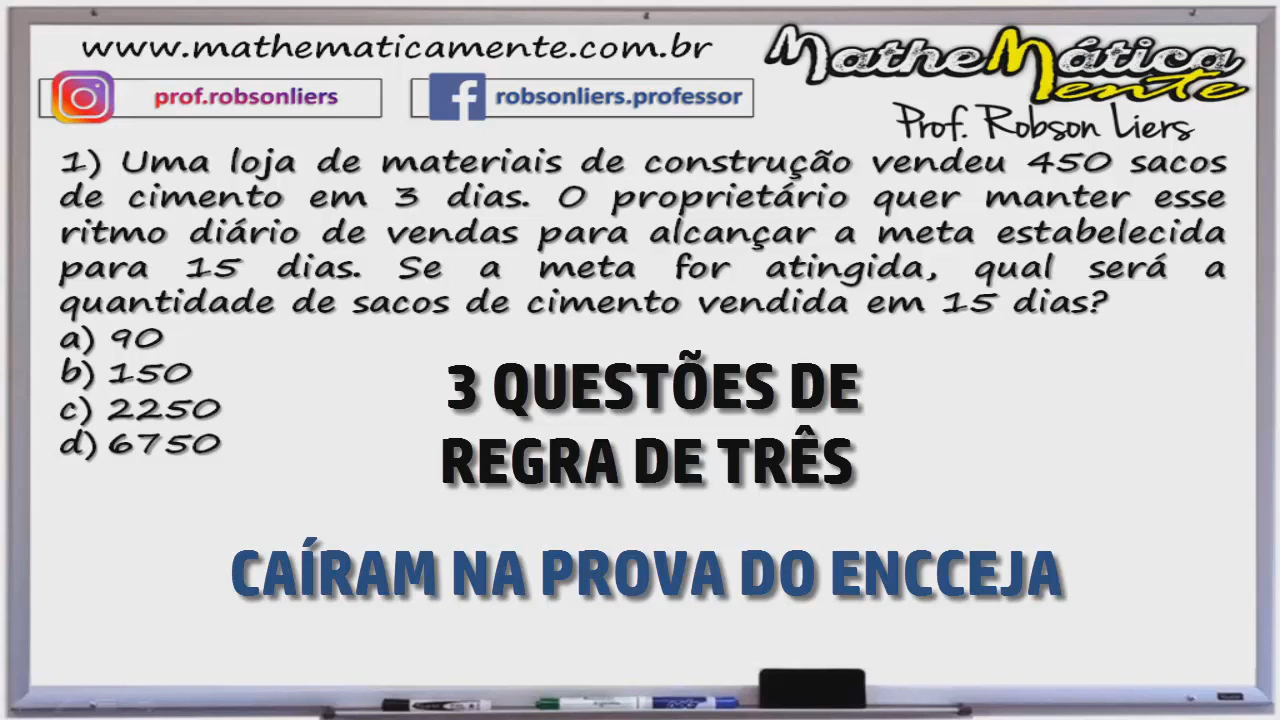 www.mathematicamente.com.br
MatheMática
mente
prof.robsonliers
robsonliers.professor
Prof. Robson Liers
1) Uma loja de materiais de construção vendeu 450 sacos
de cimento em 3 dias. O proprietário quer manter esse
ritmo diário de vendas para alcançar a meta estabelecida
para 15 dias. Se a meta for atingida, qual será a
quantidade de sacos de cimento vendida em 15 dias?
a) 90
b) 150
c) 2250
d) 6750
3 QUESTÕES DE
REGRA DE TRÊS
CAÍRAM NA PROVA DO ENCCEJA